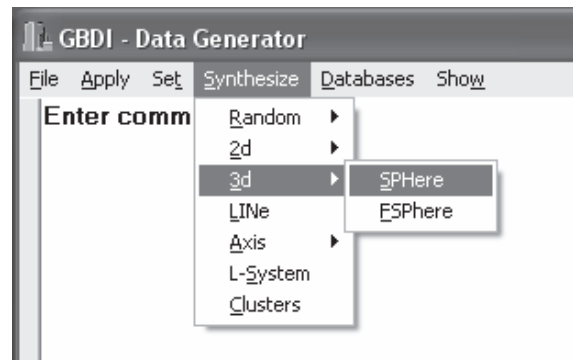 GBDI - Data Generator
File Apply Set Synthesize Databases Show
Enter comm
Random
2d
3d
SPHere
FSPhere
LINe
Axis
L-System
Clusters